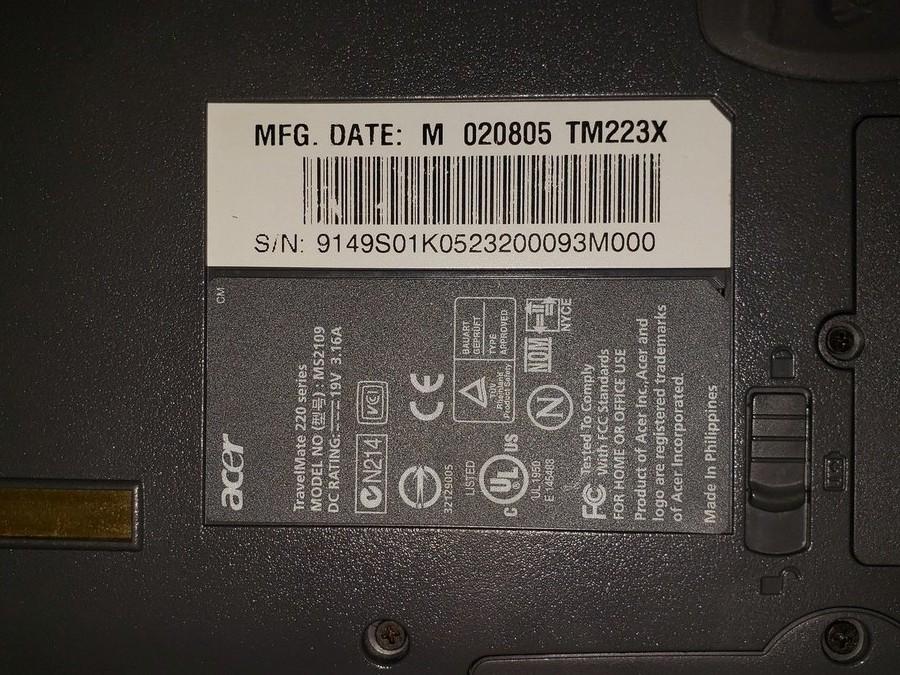 MFG. DATE: M 020805 TM223X
S/N: 9149S01K0523200093M000
CM
acer
TravelMate 220 series
MODEL NO (型号) : MS2109
DC RATING: 19V 3.16A
N214
VCI
CE
32129005
LISTED
C UL US
UL 1950
BAUART
GEPRÜFT
TYPE
APPROVED
TÜV
Rheinland
Product Safety
N
NOM
NYCE
FC Tested To Comply
With FCC Standards
FOR HOME OR OFFICE USE
Product of Acer Inc.Acer and
logo are registered trademarks
of Acer Incorporated.
Made In Philippines